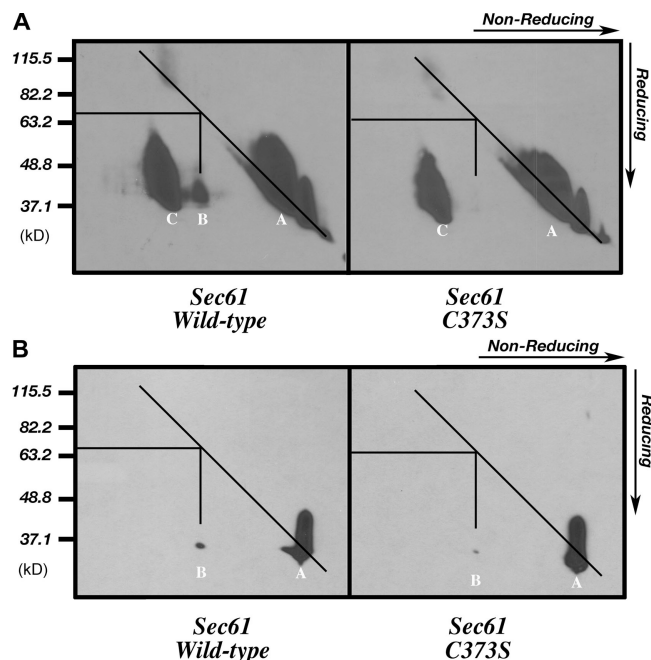 A
Non-Reducing
Reducing
115.5
82.2
63.2
48.8
37.1
(kD)
C B A
C A
Sec61
Wild-type
Sec61
C373S
B
Non-Reducing
Reducing
115.5
82.2
63.2
48.8
37.1
(kD)
B A
B A
Sec61
Wild-type
Sec61
C373S